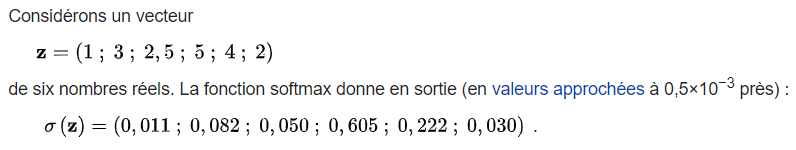 Considérons un vecteur
z = (1 ; 3 ; 2,5 ; 5 ; 4 ; 2)
de six nombres réels. La fonction softmax donne en sortie (en valeurs approchées à 0,5×10⁻³ près) :
σ (z) = (0,011 ; 0,082 ; 0,050 ; 0,605 ; 0,222 ; 0,030) .